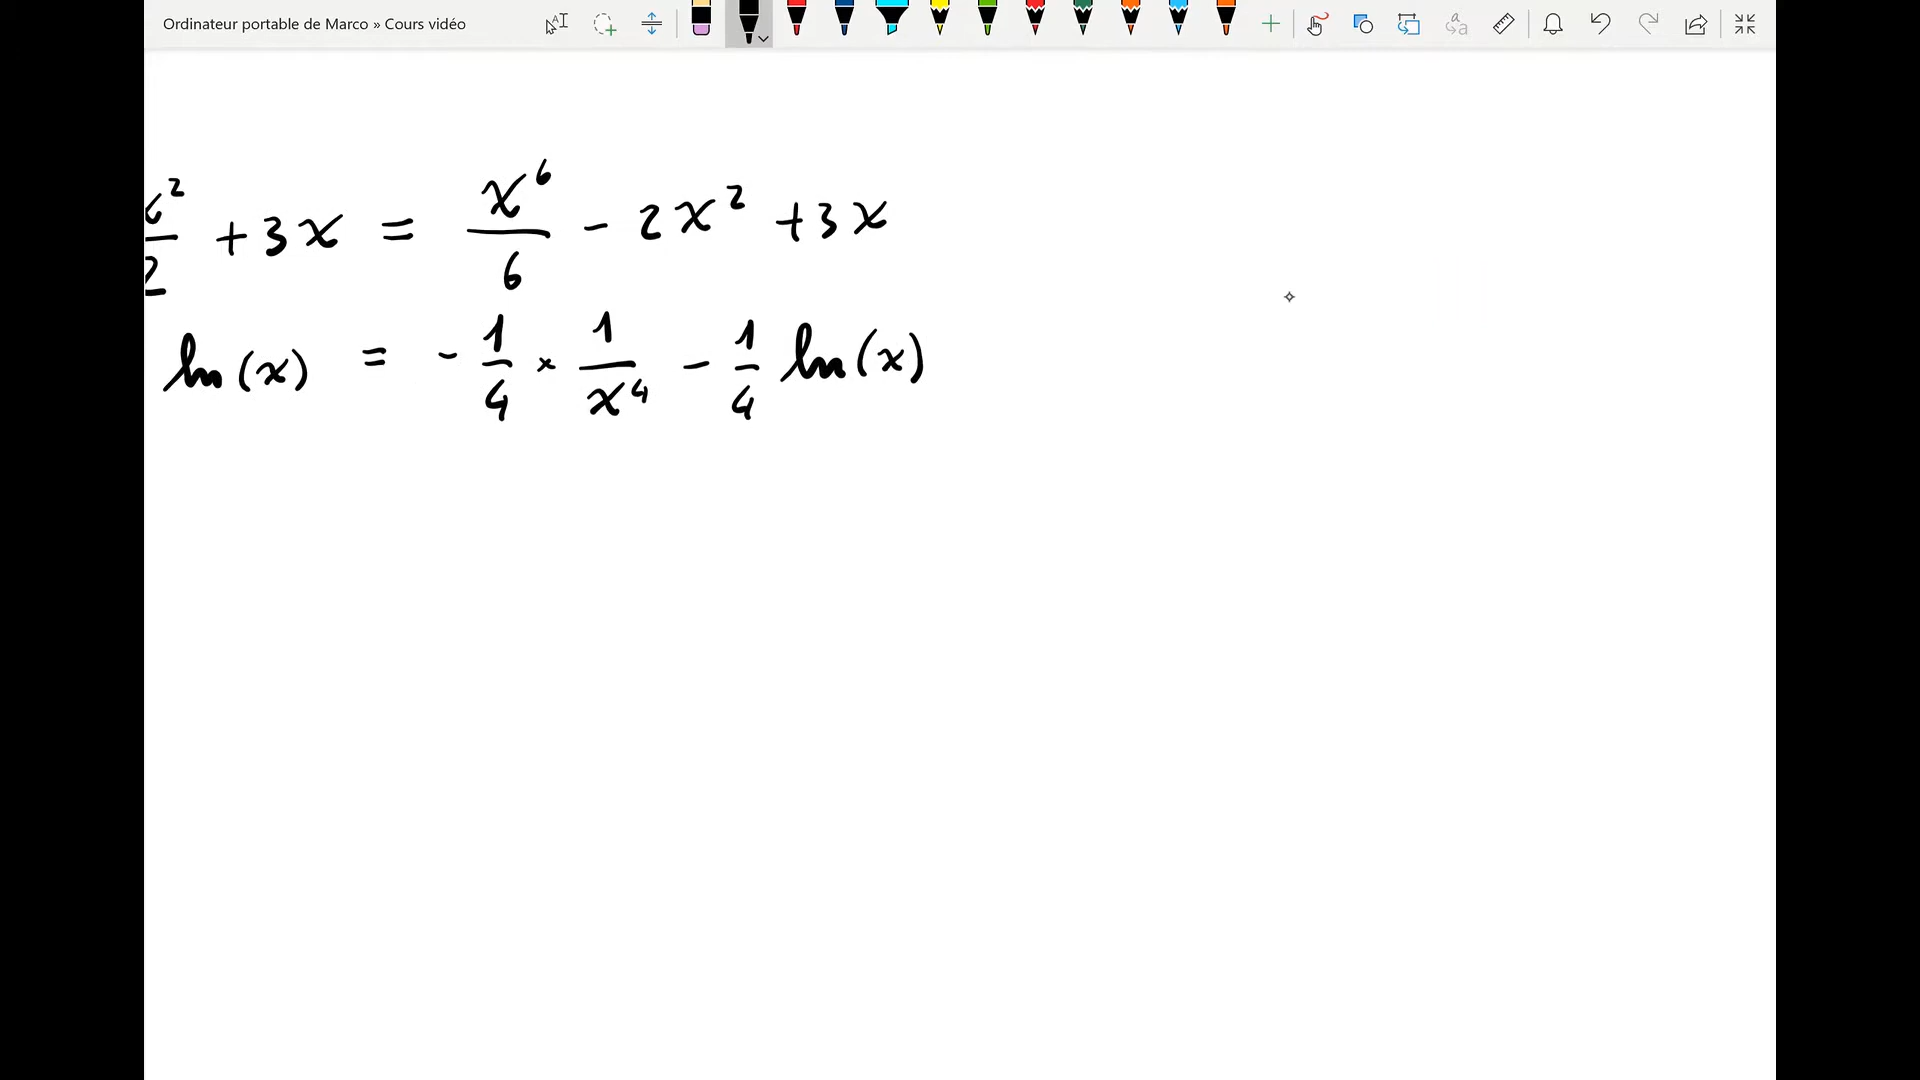 Ordinateur portable de Marco » Cours vidéo
x²/2 + 3x = x⁶/6 - 2x² + 3x
ln(x) = - 1/4 × 1/x⁴ - 1/4 ln(x)